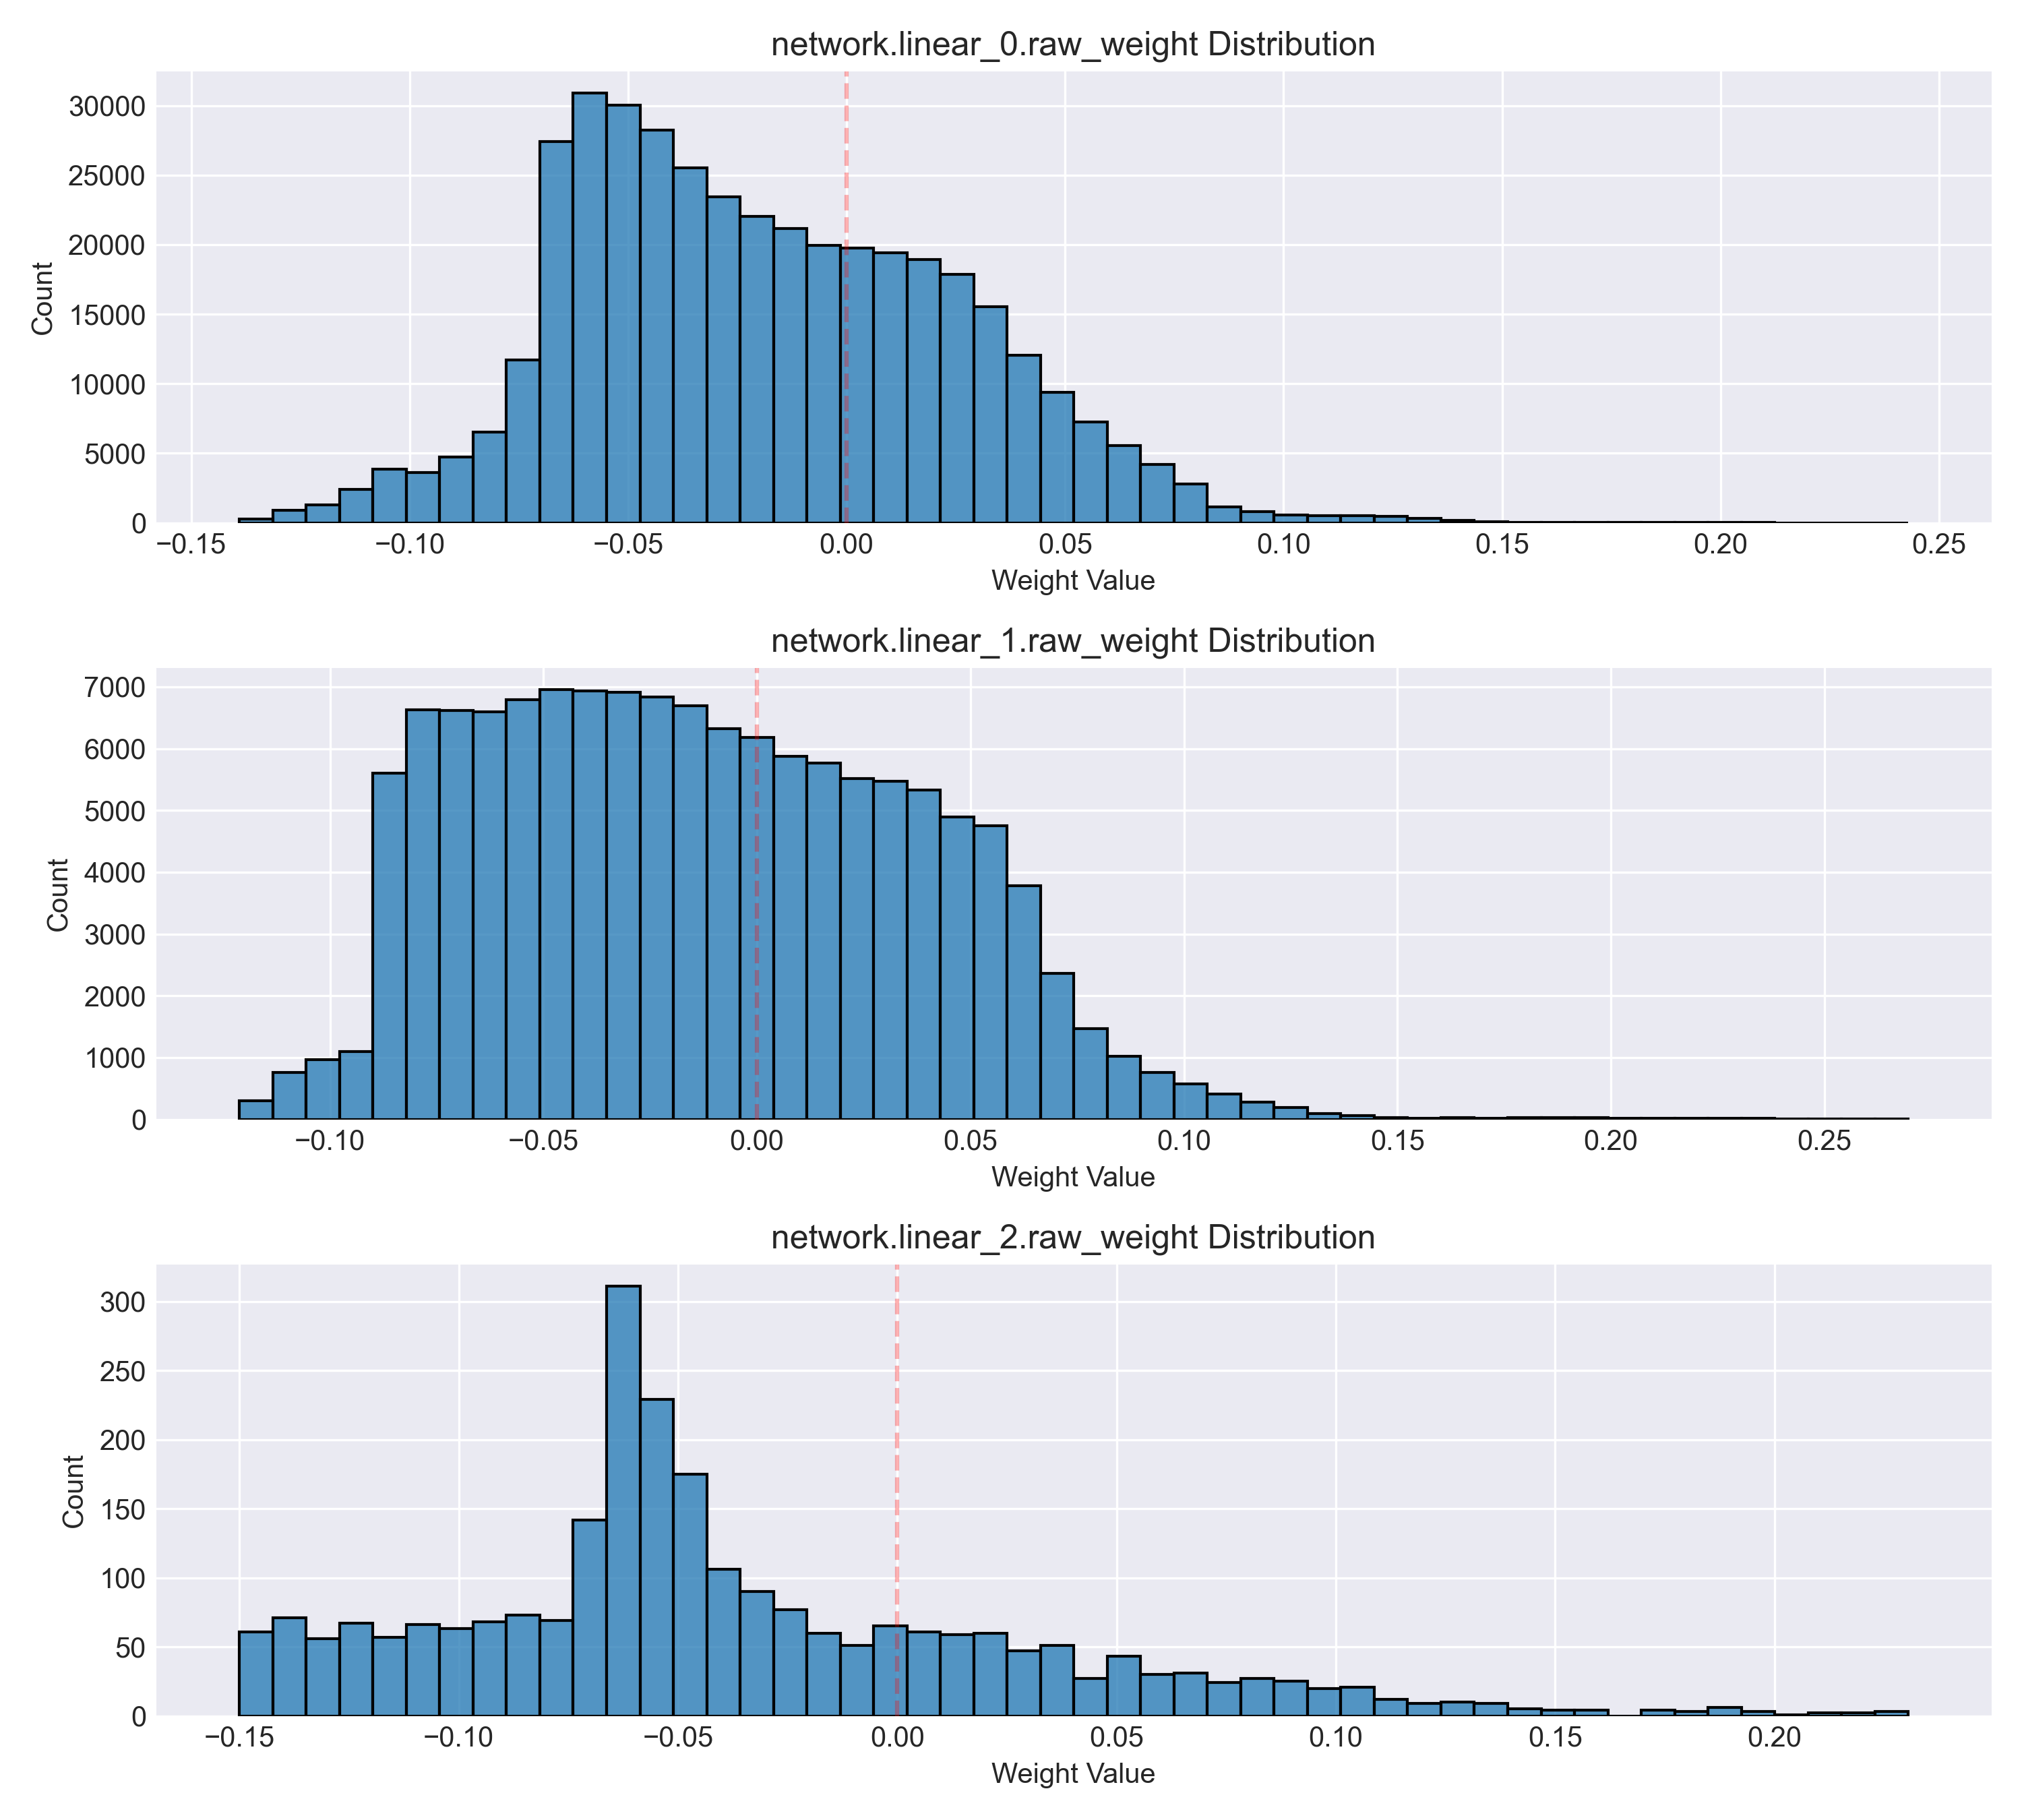 network.linear_0.raw_weight Distribution
30000
25000
20000
15000
10000
5000
0
Count
−0.15 −0.10 −0.05 0.00 0.05 0.10 0.15 0.20 0.25
Weight Value
network.linear_1.raw_weight Distribution
7000
6000
5000
4000
3000
2000
1000
0
Count
−0.10 −0.05 0.00 0.05 0.10 0.15 0.20 0.25
Weight Value
network.linear_2.raw_weight Distribution
300
250
200
150
100
50
0
Count
−0.15 −0.10 −0.05 0.00 0.05 0.10 0.15 0.20
Weight Value